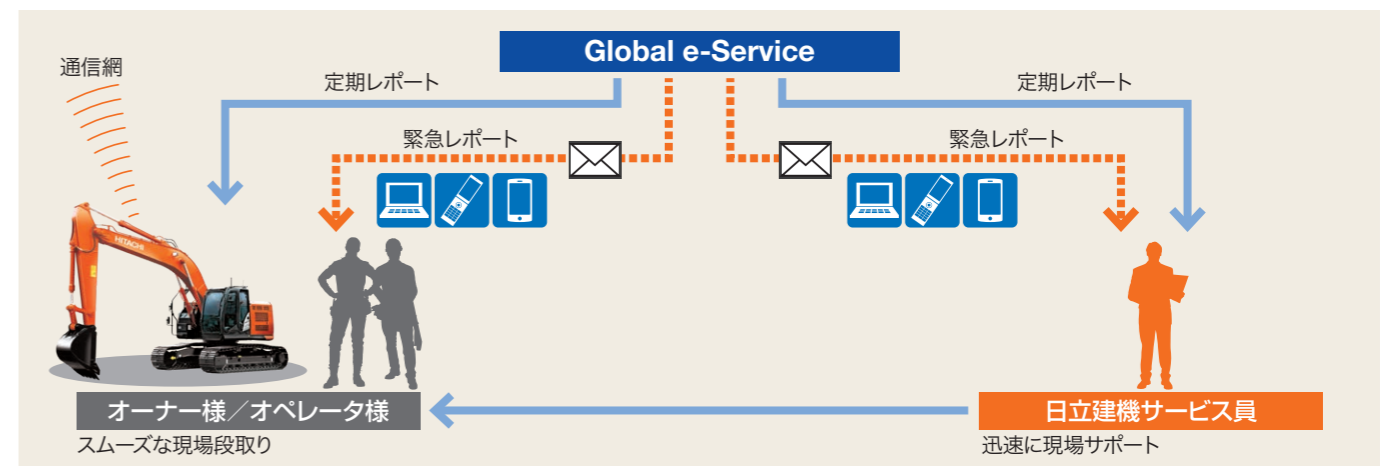 Global e-Service
通信網
定期レポート
定期レポート
緊急レポート
緊急レポート
HITACHI
オーナー様／オペレータ様
日立建機サービス員
スムーズな現場段取り
迅速に現場サポート